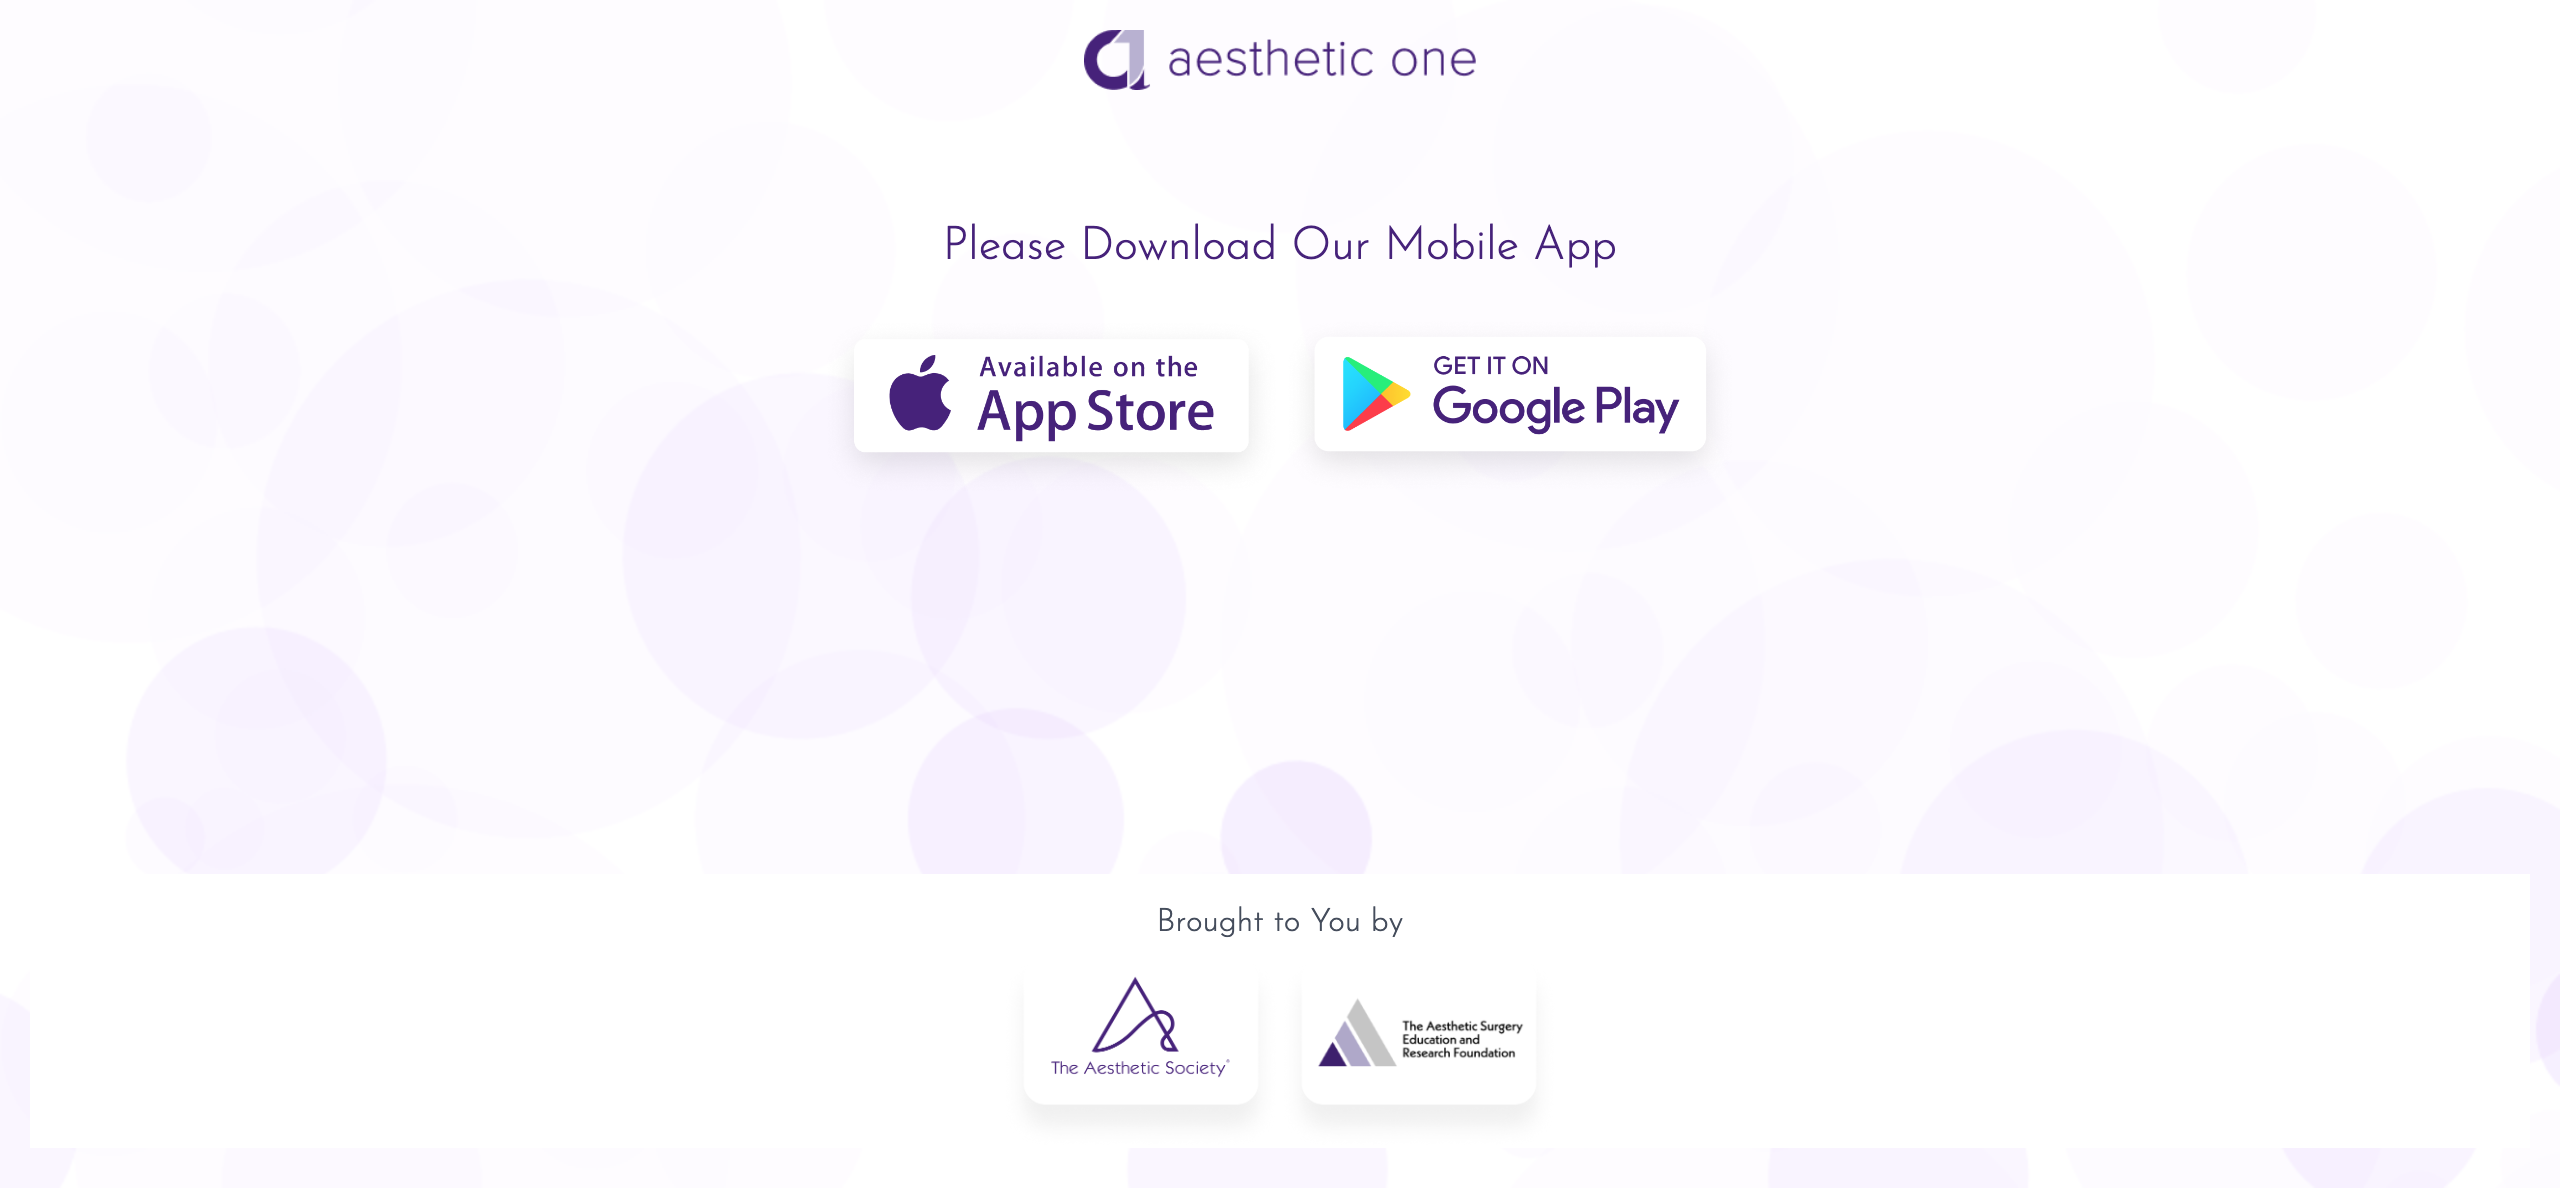 aesthetic one
Please Download Our Mobile App
Available on the
App Store
GET IT ON
Google Play
Brought to You by
The Aesthetic Society®
The Aesthetic Surgery
Education and
Research Foundation